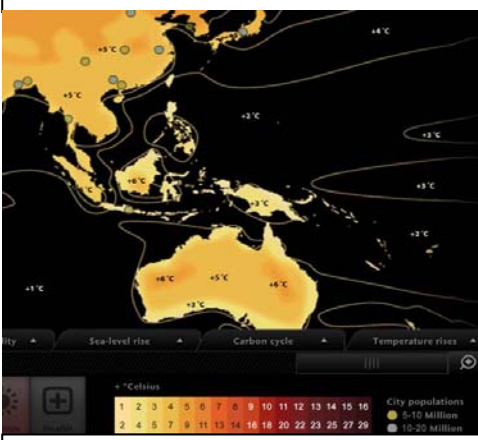 +4 °C
+5 °C
+5 °C
+2 °C
+3 °C
+6 °C
+3 °C
+3 °C
+2 °C
+6 °C
+5 °C
+6 °C
+1 °C
+2 °C
lity
Sea-level rise
Carbon cycle
Temperature rises
+ °Celsius
1 2 3 4 5 6 7 8 9 10 11 12 13 14 15 16
2 4 5 7 9 11 13 14 16 18 20 22 23 25 27 29
City populations
5-10 Million
10-20 Million
Health